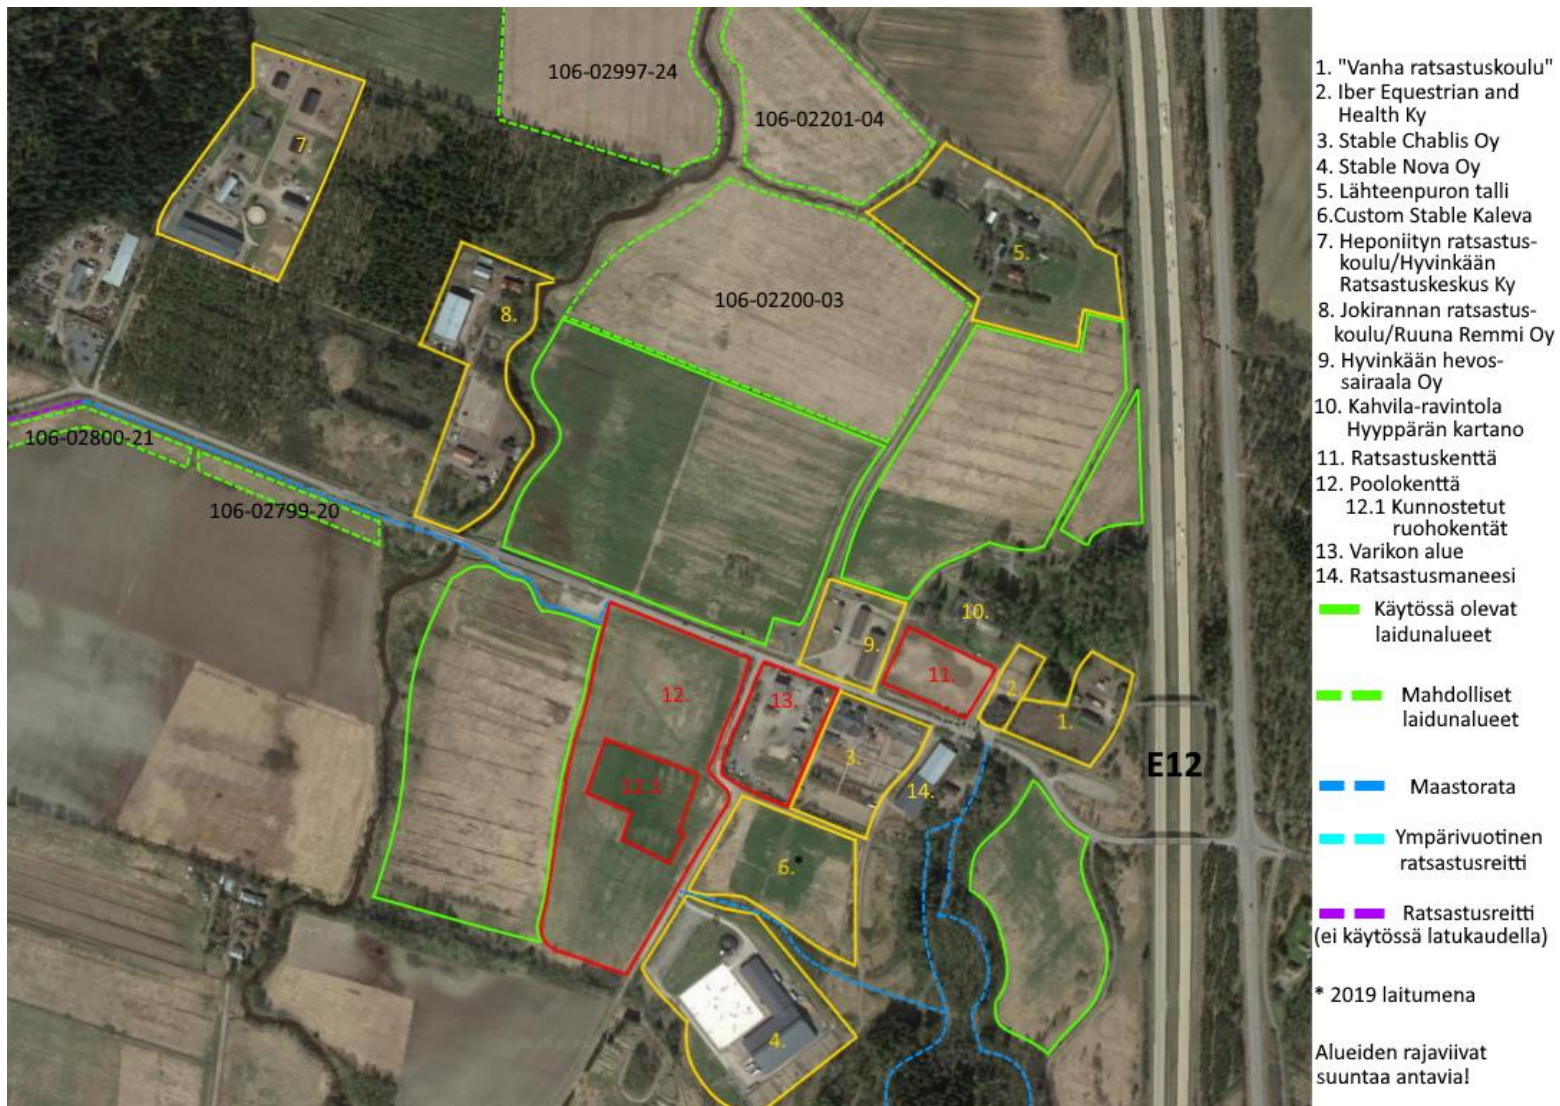 106-02997-24
106-02201-04
7.
5.
106-02200-03
8.
106-02800-21
106-02799-20
10.
9.
11.
2.
12.
13.
1.
3.
E12
12.1
14.
6.*
4.
1. "Vanha ratsastuskoulu"
2. Iber Equestrian and
Health Ky
3. Stable Chablis Oy
4. Stable Nova Oy
5. Lähteenpuron talli
6.Custom Stable Kaleva
7. Heponiityn ratsastus-
koulu/Hyvinkään
Ratsastuskeskus Ky
8. Jokirannan ratsastus-
koulu/Ruuna Remmi Oy
9. Hyvinkään hevos-
sairaala Oy
10. Kahvila-ravintola
Hyyppärän kartano
11. Ratsastuskenttä
12. Poolokenttä
12.1 Kunnostetut
ruohokentät
13. Varikon alue
14. Ratsastusmaneesi
Käytössä olevat
laidunalueet
Mahdolliset
laidunalueet
Maastorata
Ympärivuotinen
ratsastusreitti
Ratsastusreitti
(ei käytössä latukaudella)
* 2019 laitumena
Alueiden rajaviivat
suuntaa antavia!